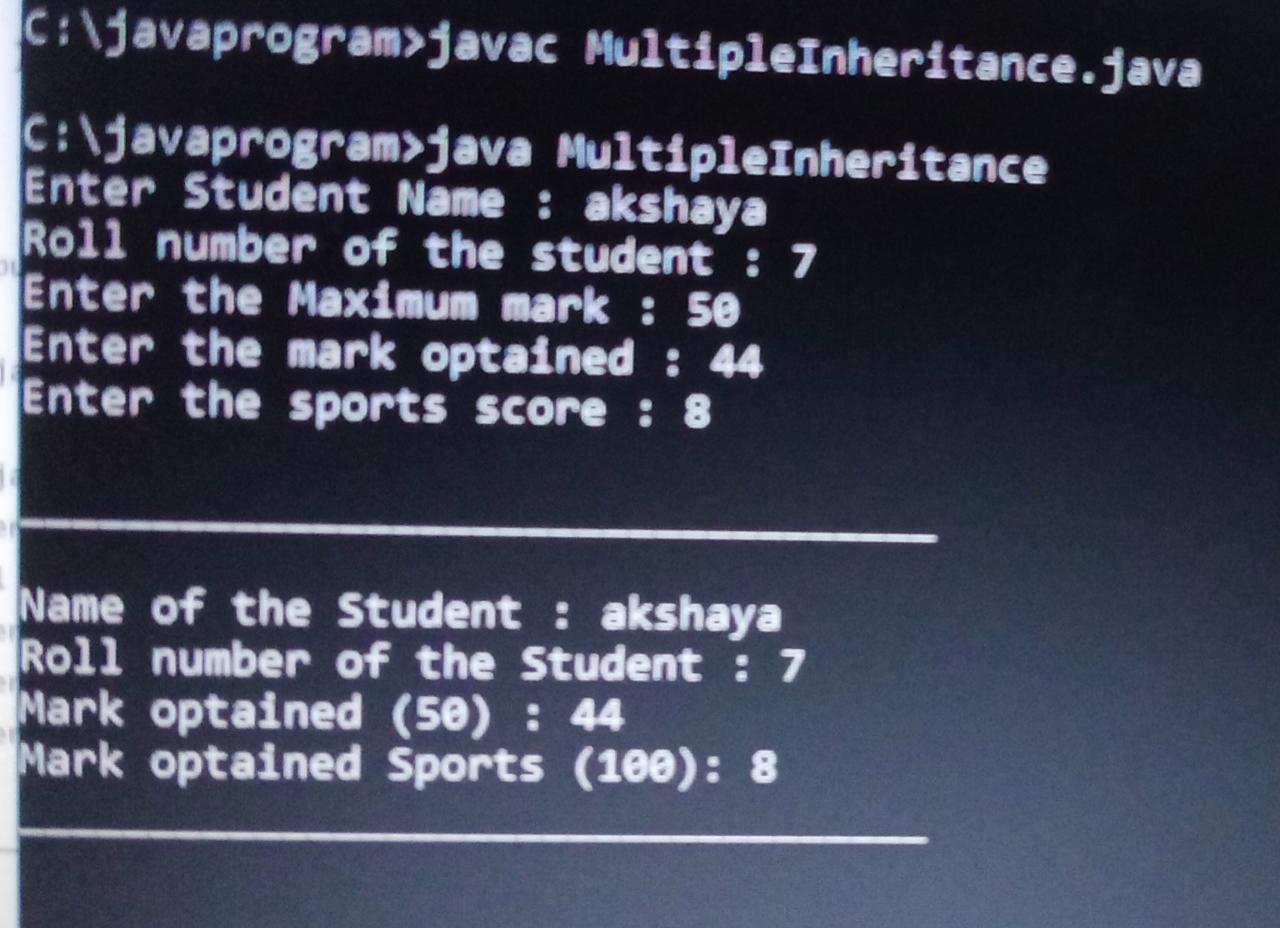 C:\javaprogram>javac MultipleInheritance.java
C:\javaprogram>java MultipleInheritance
Enter Student Name : akshaya
Roll number of the student : 7
Enter the Maximum mark : 50
Enter the mark optained : 44
Enter the sports score : 8
Name of the Student : akshaya
Roll number of the Student : 7
Mark optained (50) : 44
Mark optained Sports (100): 8